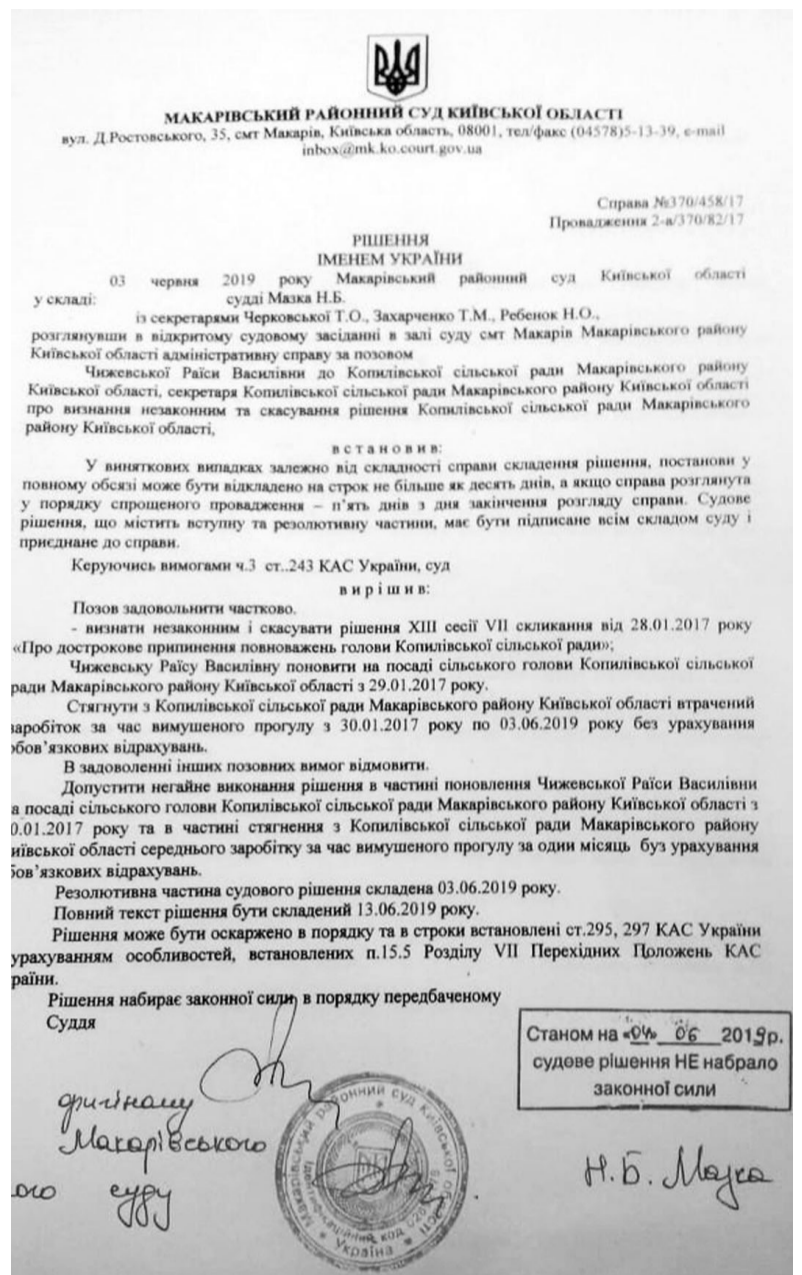 МАКАРІВСЬКИЙ РАЙОННИЙ СУД КИЇВСЬКОЇ ОБЛАСТІ
вул. Д.Ростовського, 35, смт Макарів, Київська область, 08001, тел/факс (04578)5-13-39, e-mail
inbox@mk.ko.court.gov.ua
Справа №370/458/17
Провадження 2-а/370/82/17
РІШЕННЯ
ІМЕНЕМ УКРАЇНИ
03 червня 2019 року Макарівський районний суд Київської області
у складі: судді Мазка Н.Б.
із секретарями Черковської Т.О., Захарченко Т.М., Ребенок Н.О.,
розглянувши в відкритому судовому засіданні в залі суду смт Макарів Макарівського району
Київської області адміністративну справу за позовом
Чижевської Раїси Василівни до Копилівської сільської ради Макарівського району
Київської області, секретаря Копилівської сільської ради Макарівського району Київської області
про визнання незаконним та скасування рішення Копилівської сільської ради Макарівського
району Київської області,
в с т а н о в и в:
У виняткових випадках залежно від складності справи складення рішення, постанови у
повному обсязі може бути відкладено на строк не більше як десять днів, а якщо справа розглянута
у порядку спрощеного провадження – п’ять днів з дня закінчення розгляду справи. Судове
рішення, що містить вступну та резолютивну частини, має бути підписане всім складом суду і
приєднане до справи.
Керуючись вимогами ч.3 ст..243 КАС України, суд
в и р і ш и в:
Позов задовольнити частково.
- визнати незаконним і скасувати рішення XIII сесії VII скликання від 28.01.2017 року
«Про дострокове припинення повноважень голови Копилівської сільської ради»;
Чижевську Раїсу Василівну поновити на посаді сільського голови Копилівської сільської
ради Макарівського району Київської області з 29.01.2017 року.
Стягнути з Копилівської сільської ради Макарівського району Київської області втрачений
заробіток за час вимушеного прогулу з 30.01.2017 року по 03.06.2019 року без урахування
обов’язкових відрахувань.
В задоволенні інших позовних вимог відмовити.
Допустити негайне виконання рішення в частині поновлення Чижевської Раїси Василівни
а посаді сільського голови Копилівської сільської ради Макарівського району Київської області з
0.01.2017 року та в частині стягнення з Копилівської сільської ради Макарівського району
иївської області середнього заробітку за час вимушеного прогулу за один місяць буз урахування
бов’язкових відрахувань.
Резолютивна частина судового рішення складена 03.06.2019 року.
Повний текст рішення бути складений 13.06.2019 року.
Рішення може бути оскаржено в порядку та в строки встановлені ст.295, 297 КАС України
урахуванням особливостей, встановлених п.15.5 Розділу VII Перехідних Положень КАС
раїни.
Рішення набирає законної сили в порядку передбаченому
Суддя
Станом на «04» 06 2019р.
судове рішення НЕ набрало
законної сили
оригіналу
Макарівського
ого суду
Н.Б. Мазка
Макарівський районний суд Київської області
ідентифікаційний код
* Україна *